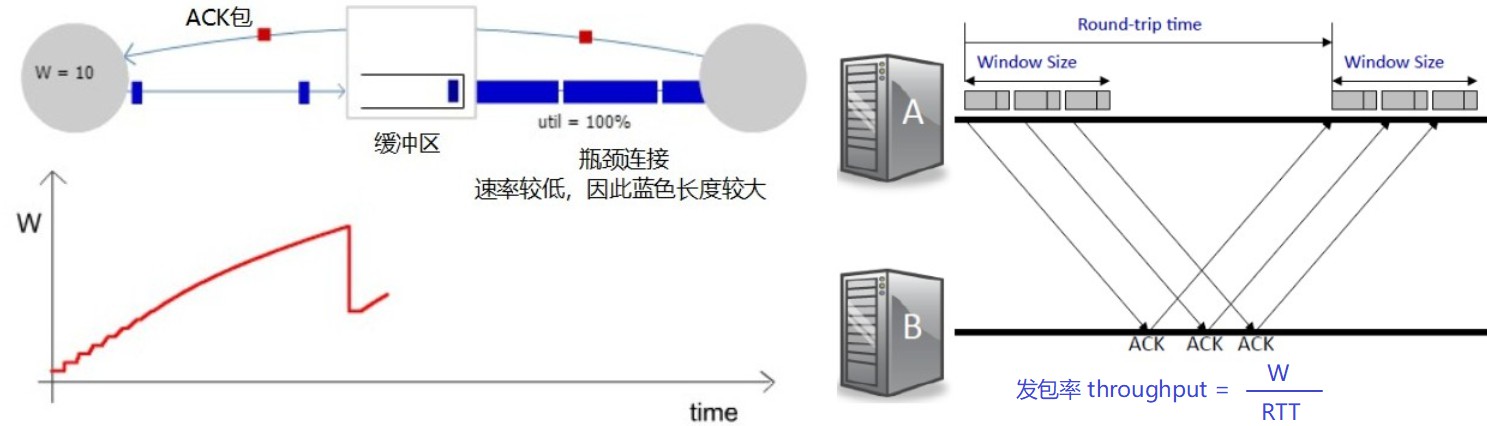 ACK包
W = 10
缓冲区
util = 100%
瓶颈连接
速率较低，因此蓝色长度较大
W
time
Round-trip time
Window Size
Window Size
A
B
ACK ACK ACK
发包率 throughput = W
RTT